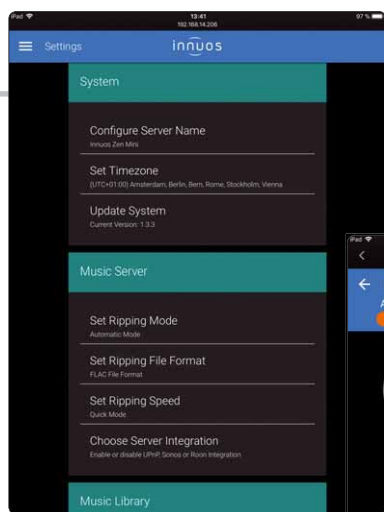 iPad
13:41
97 %
192.168.14.206
Settings
innuos
System
Configure Server Name
Innuos Zen Mini
Set Timezone
(UTC+01:00) Amsterdam, Berlin, Bern, Rome, Stockholm, Vienna
Update System
Current Version: 1.3.3
Music Server
Set Ripping Mode
Automatic Mode
Set Ripping File Format
FLAC File Format
Set Ripping Speed
Quick Mode
Choose Server Integration
Enable or disable UPnP, Sonos or Roon Integration
Music Library
iPad
A